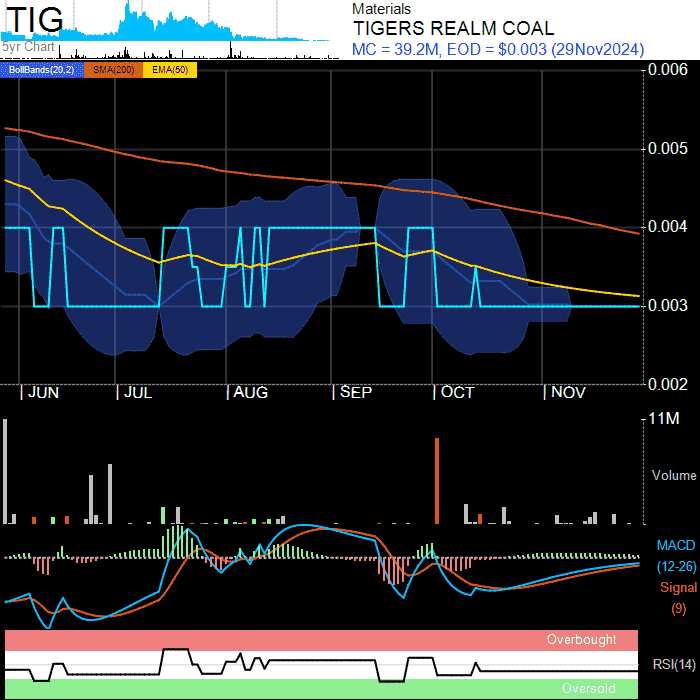 TIG
5yr Chart
Materials
TIGERS REALM COAL
MC = 39.2M, EOD = $0.003 (29Nov2024)
BollBands(20,2) SMA(200) EMA(50)
0.006
0.005
0.004
0.003
0.002
JUN JUL AUG SEP OCT NOV
11M
Volume
MACD
(12-26)
Signal
(9)
Overbought
RSI(14)
Oversold